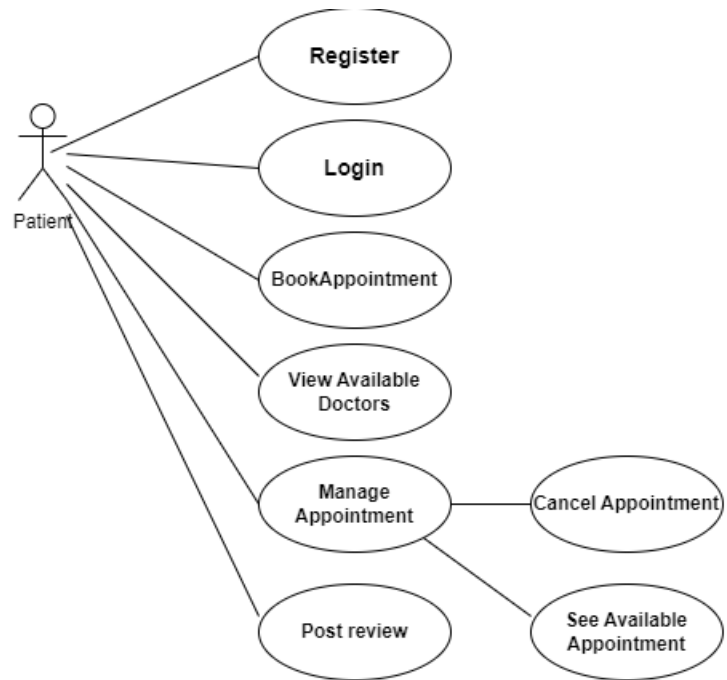 Register
Login
Patient
BookAppointment
View Available
Doctors
Manage
Appointment
Cancel Appointment
Post review
See Available
Appointment